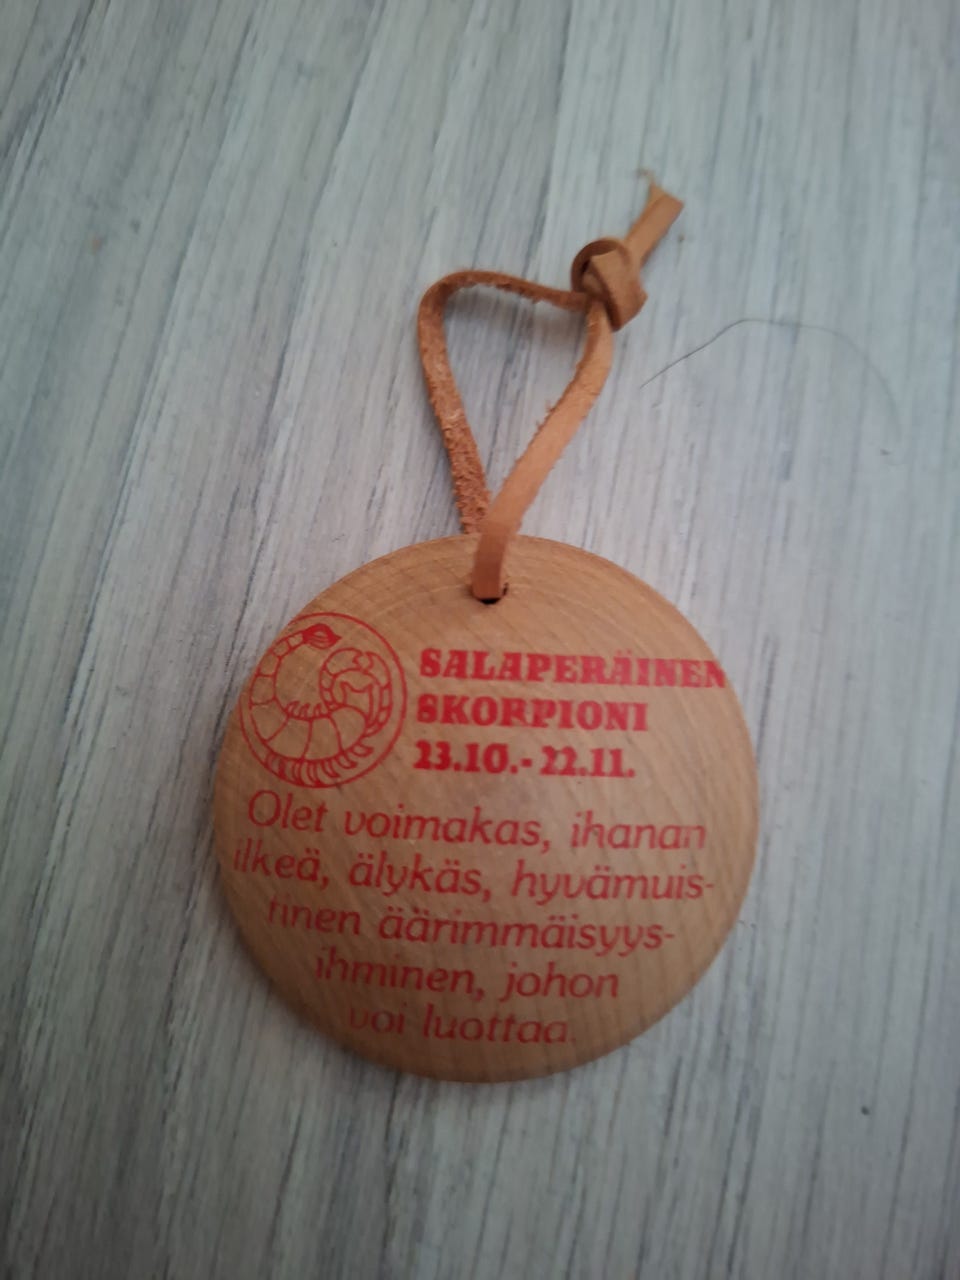 SALAPERÄINEN
SKORPIONI
23.10.- 22.11.
Olet voimakas, ihanan
ilkeä, älykäs, hyvämuis-
tinen äärimmäisyys-
ihminen, johon
voi luottaa.